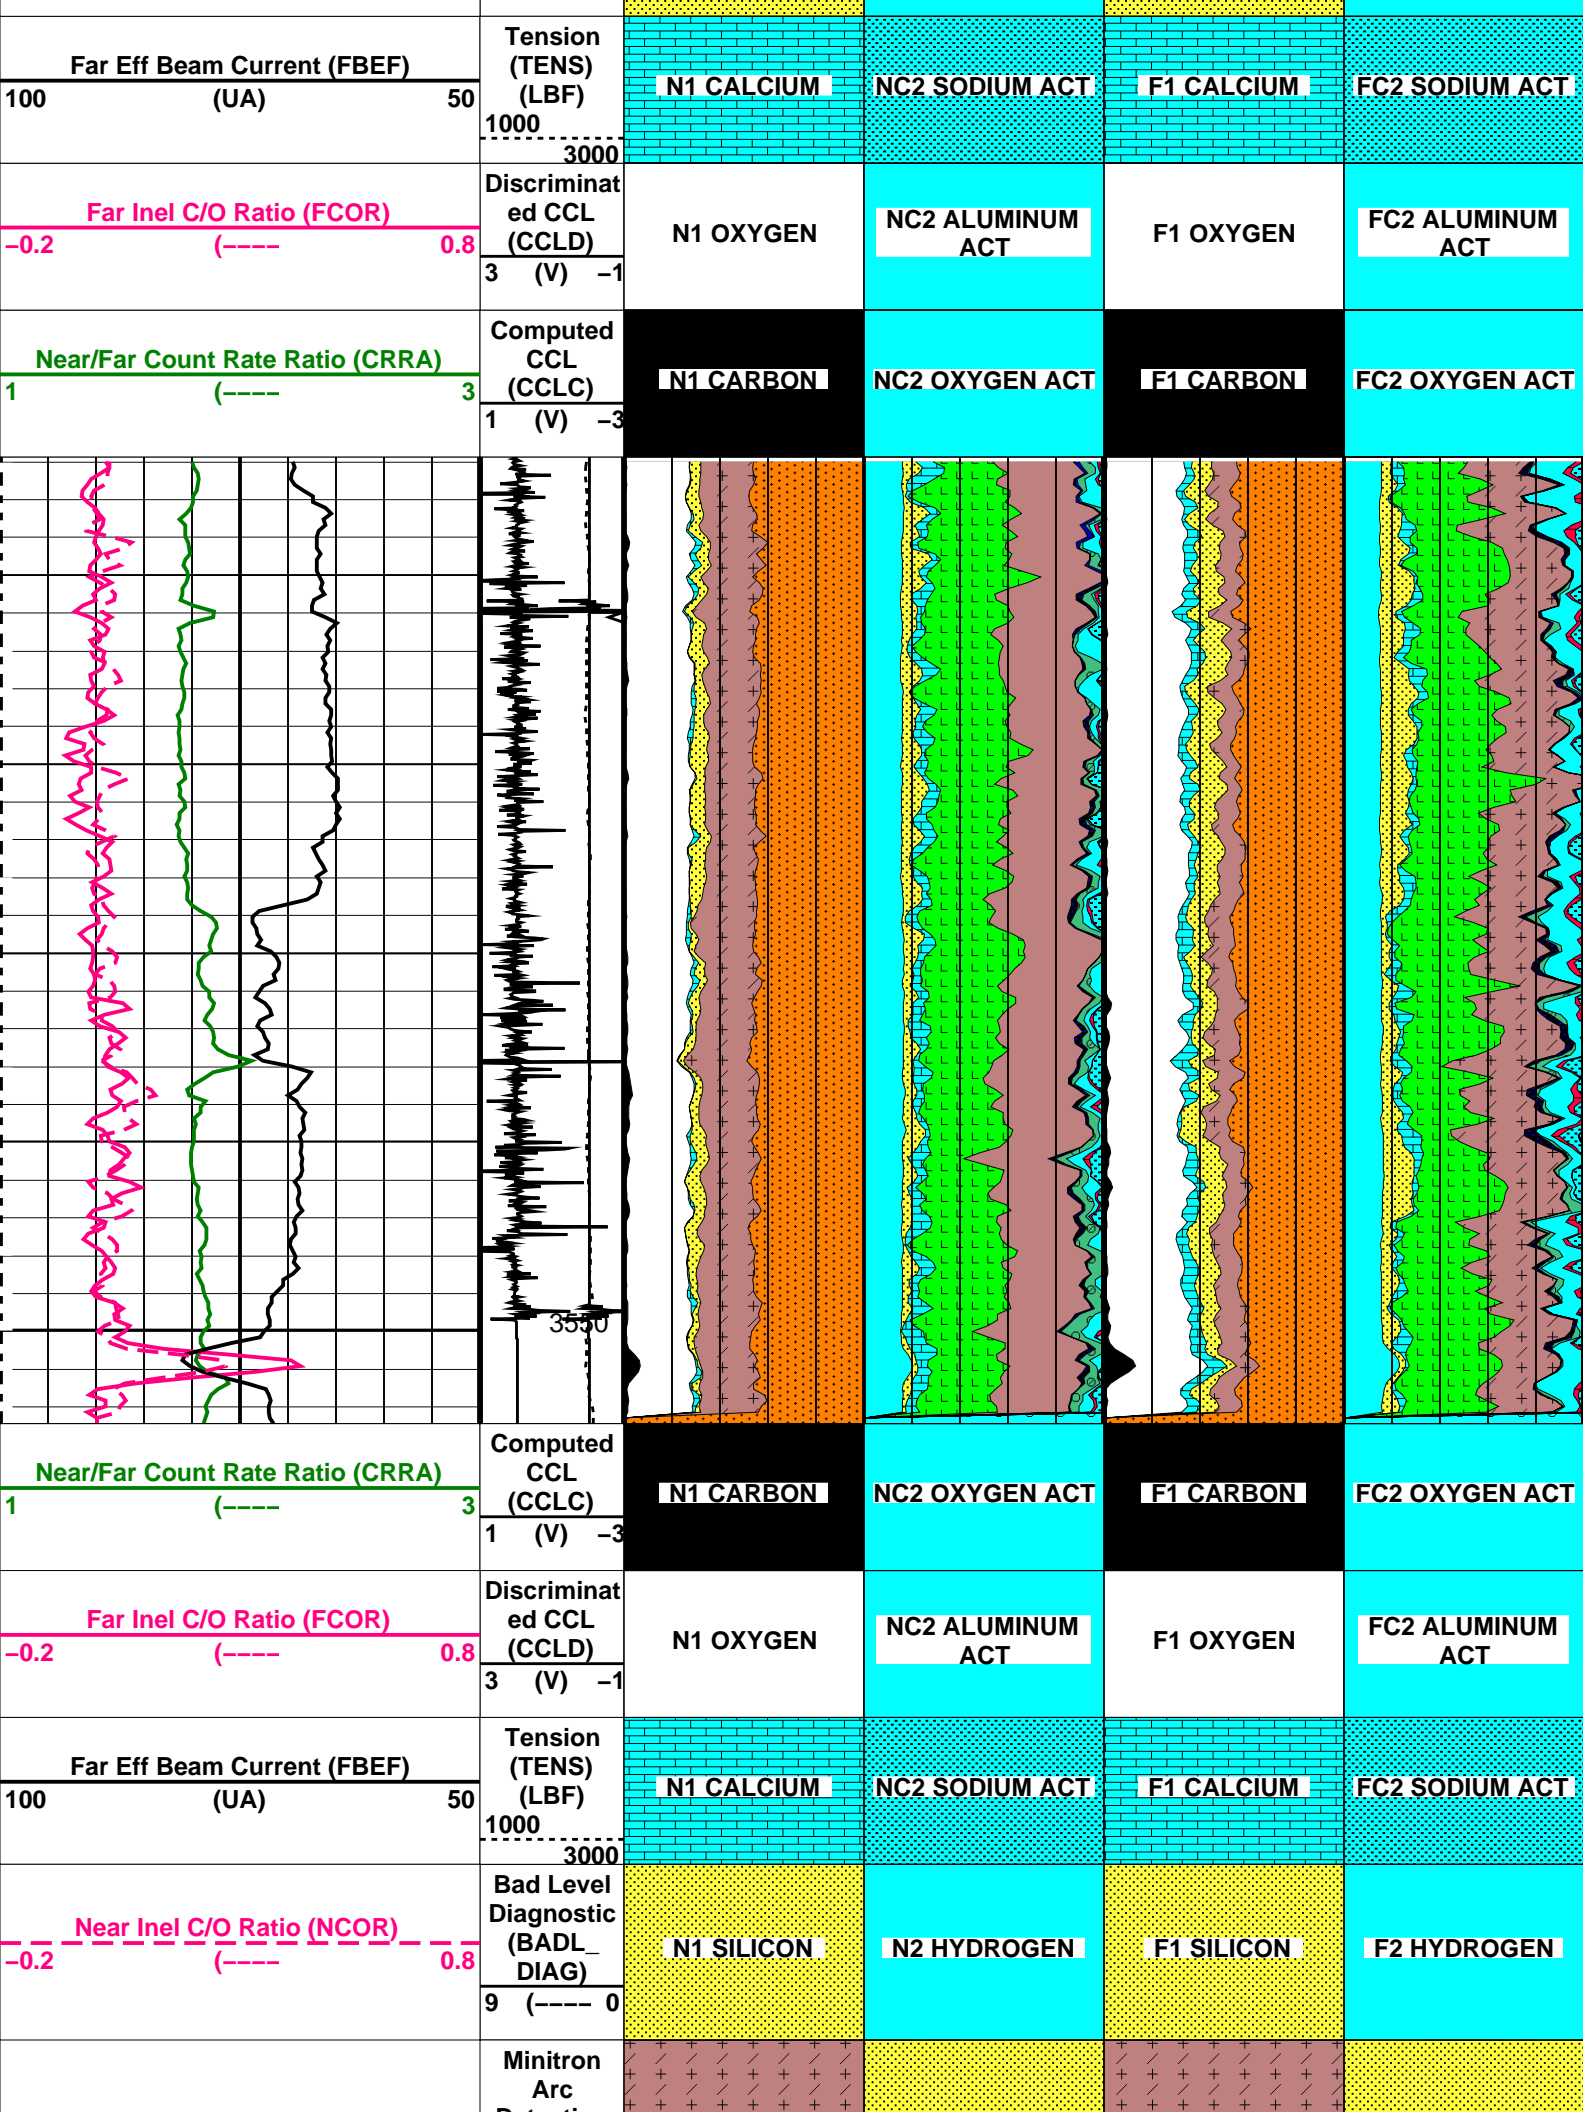 Far Eff Beam Current (FBEF)
100 (UA) 50
Tension
(TENS)
(LBF)
1000
3000
N1 CALCIUM
NC2 SODIUM ACT
F1 CALCIUM
FC2 SODIUM ACT
Far Inel C/O Ratio (FCOR)
−0.2 (−−−− 0.8
Discriminat
ed CCL
(CCLD)
3 (V) −1
N1 OXYGEN
NC2 ALUMINUM
ACT
F1 OXYGEN
FC2 ALUMINUM
ACT
Near/Far Count Rate Ratio (CRRA)
1 (−−−− 3
Computed
CCL
(CCLC)
1 (V) −3
N1 CARBON
NC2 OXYGEN ACT
F1 CARBON
FC2 OXYGEN ACT
3550
Near/Far Count Rate Ratio (CRRA)
1 (−−−− 3
Computed
CCL
(CCLC)
1 (V) −3
N1 CARBON
NC2 OXYGEN ACT
F1 CARBON
FC2 OXYGEN ACT
Far Inel C/O Ratio (FCOR)
−0.2 (−−−− 0.8
Discriminat
ed CCL
(CCLD)
3 (V) −1
N1 OXYGEN
NC2 ALUMINUM
ACT
F1 OXYGEN
FC2 ALUMINUM
ACT
Far Eff Beam Current (FBEF)
100 (UA) 50
Tension
(TENS)
(LBF)
1000
3000
N1 CALCIUM
NC2 SODIUM ACT
F1 CALCIUM
FC2 SODIUM ACT
Near Inel C/O Ratio (NCOR)
−0.2 (−−−− 0.8
Bad Level
Diagnostic
(BADL_
DIAG)
9 (−−−− 0
N1 SILICON
N2 HYDROGEN
F1 SILICON
F2 HYDROGEN
Minitron
Arc